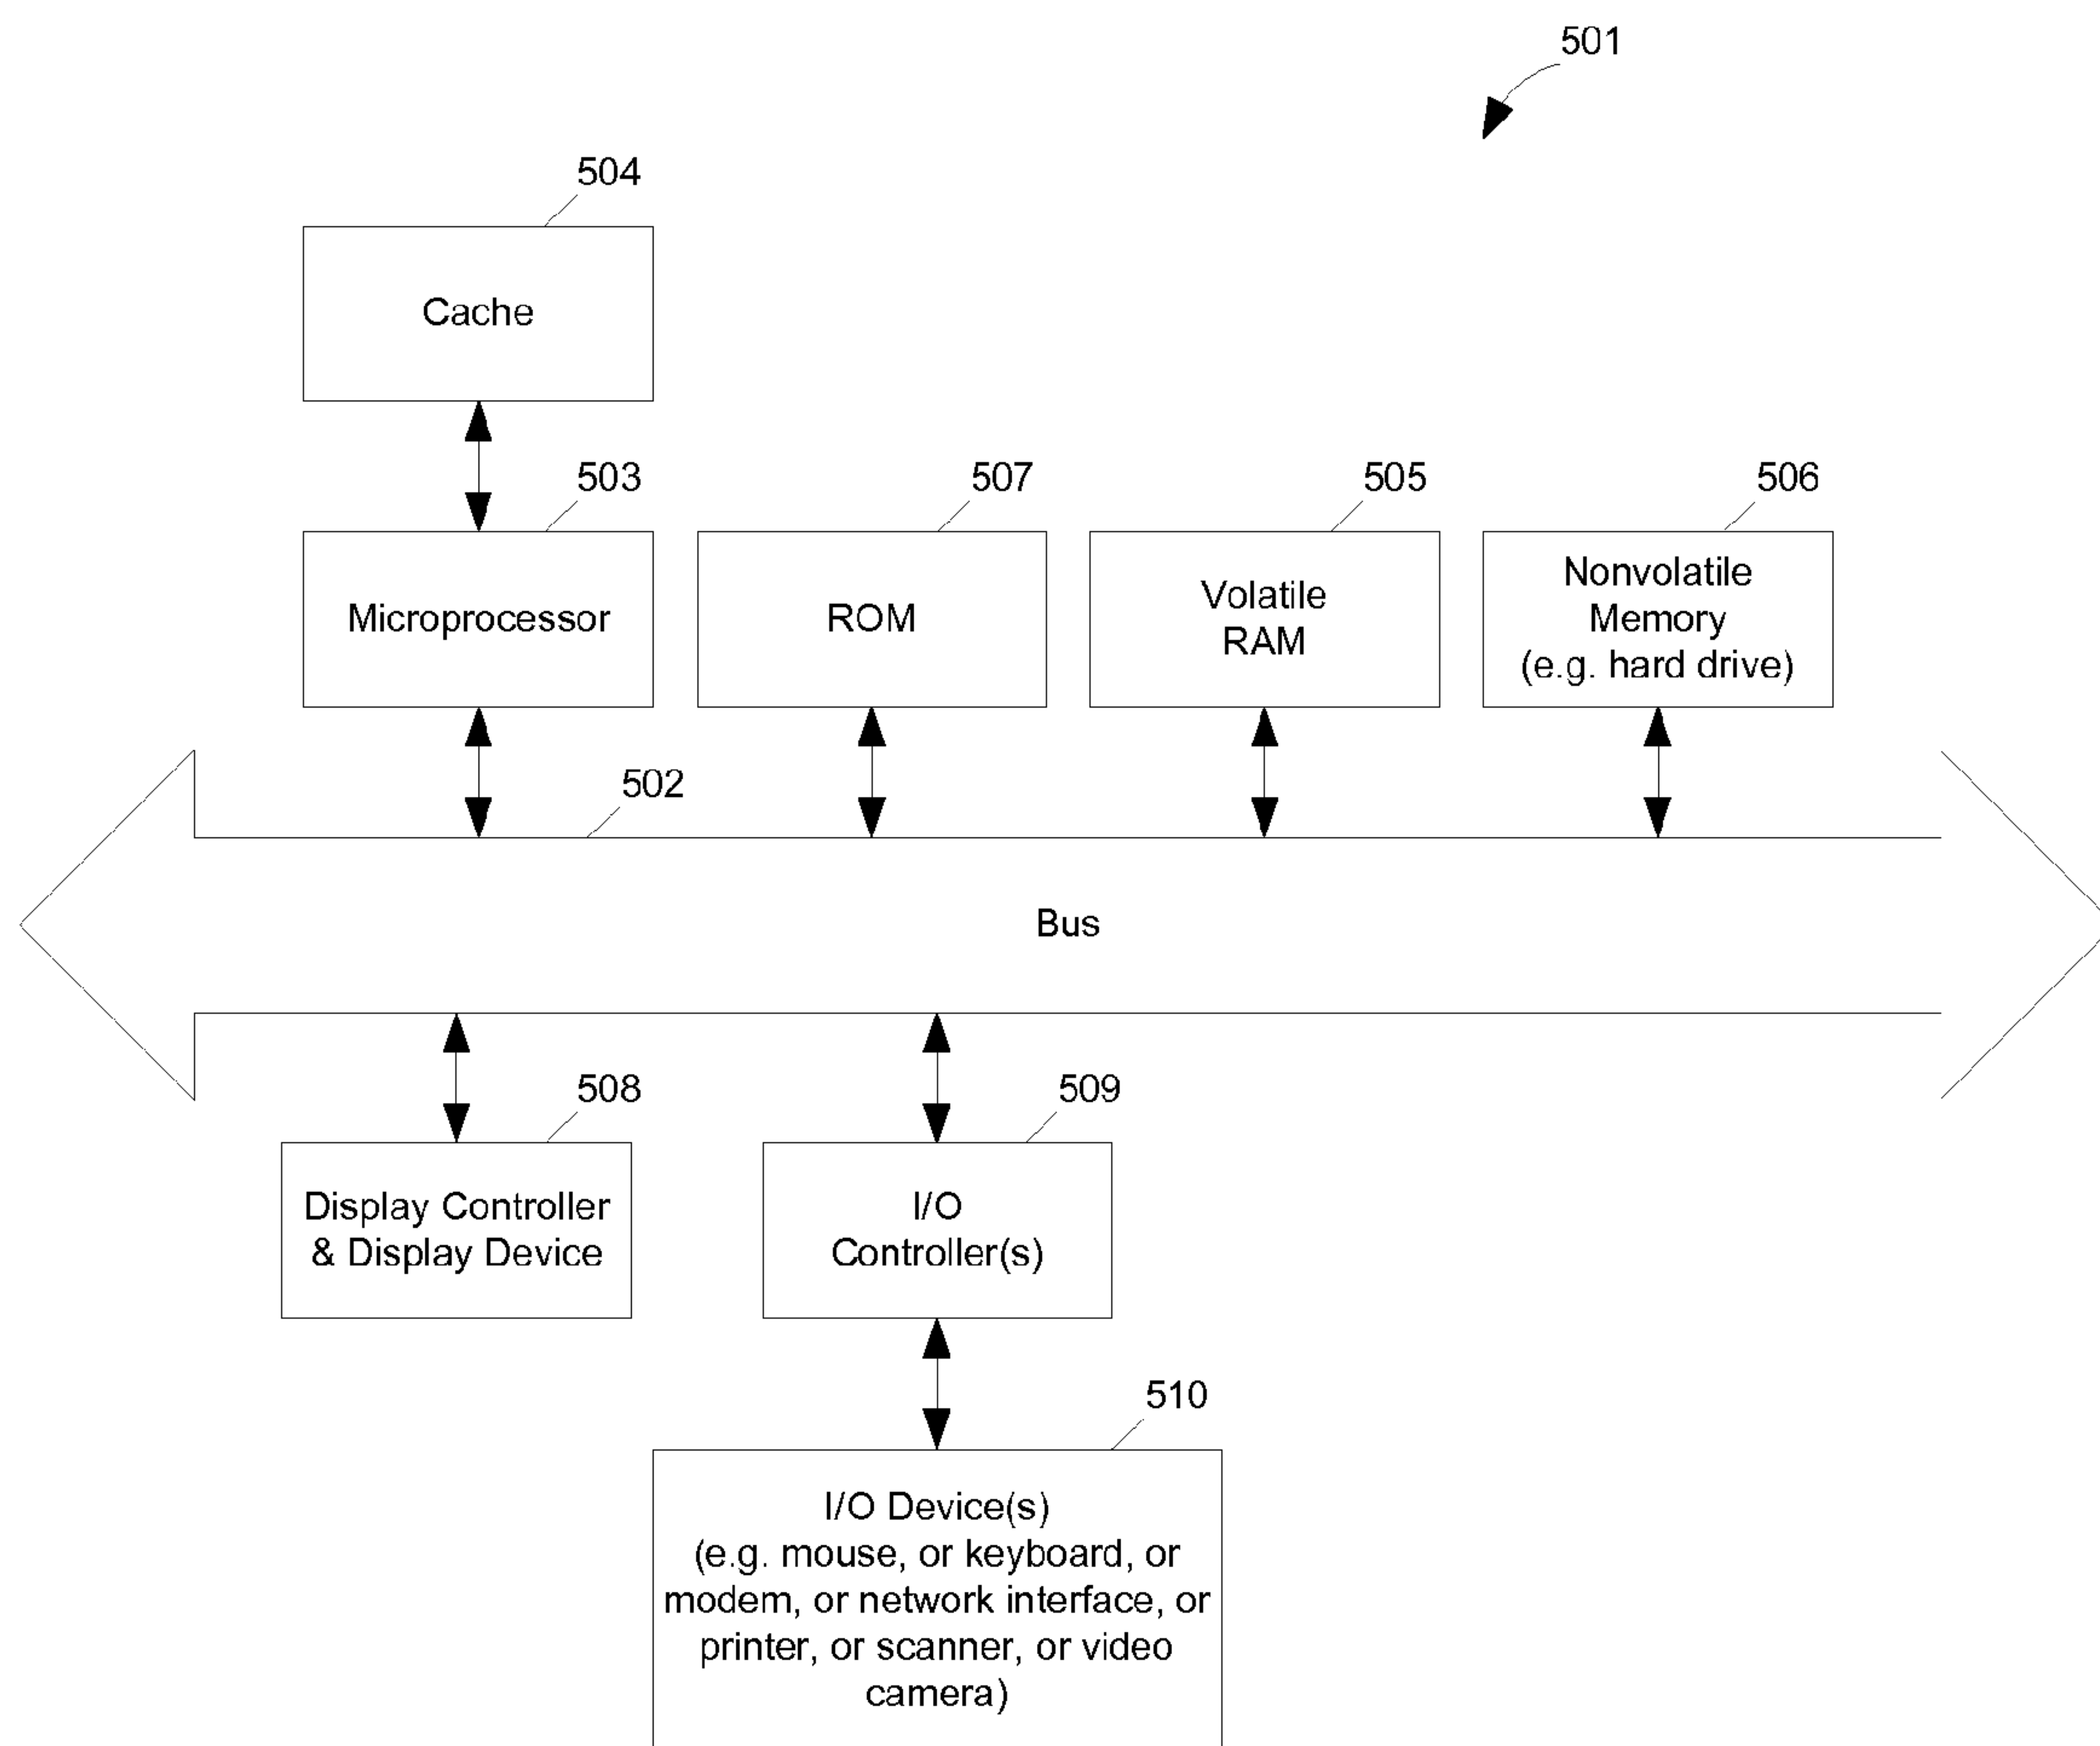 501
504
Cache
503
507
505
506
Microprocessor
ROM
Volatile
RAM
Nonvolatile
Memory
(e.g. hard drive)
502
Bus
508
509
Display Controller
& Display Device
I/O
Controller(s)
510
I/O Device(s)
(e.g. mouse, or keyboard, or
modem, or network interface, or
printer, or scanner, or video
camera)